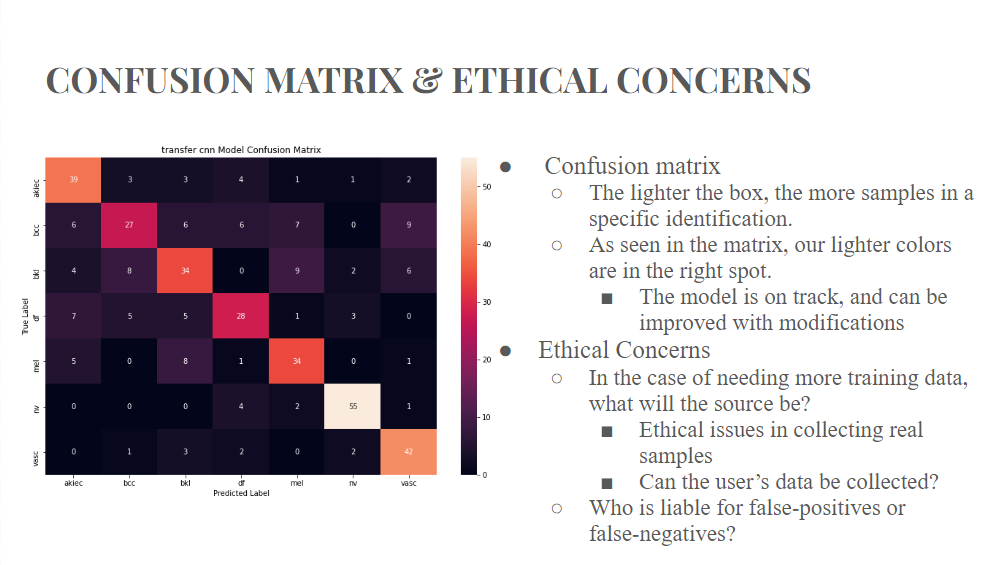 CONFUSION MATRIX & ETHICAL CONCERNS
transfer cnn Model Confusion Matrix
True Label
akiec 39 3 3 4 1 1 2
bcc 6 27 6 6 7 0 9
bkl 4 8 34 0 9 2 6
df 7 5 5 28 1 3 0
mel 5 0 8 1 34 0 1
nv 0 0 0 4 2 55 1
vasc 0 1 3 2 0 2 42
akiec bcc bkl df mel nv vasc
Predicted Label
50
40
30
20
10
0
● Confusion matrix
○ The lighter the box, the more samples in a
specific identification.
○ As seen in the matrix, our lighter colors
are in the right spot.
■ The model is on track, and can be
improved with modifications
● Ethical Concerns
○ In the case of needing more training data,
what will the source be?
■ Ethical issues in collecting real
samples
■ Can the user’s data be collected?
○ Who is liable for false-positives or
false-negatives?